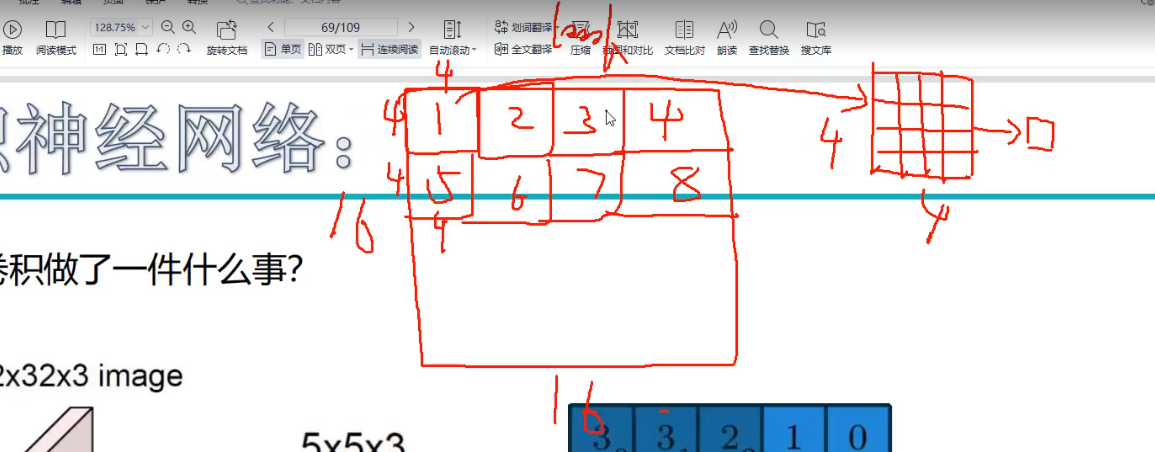 128.75%
69/109
划词翻译
播放 阅读模式 旋转文档 单页 双页 连续阅读 自动滚动 全文翻译 压缩 截图和对比 文档比对 朗读 查找替换 搜文库
4
4 1 2 3 4
4
神经网络：
4 5 6 7 8
16
4
4
卷积做了一件什么事?
2x32x3 image
16
5x5x3
3 3 2 1 0